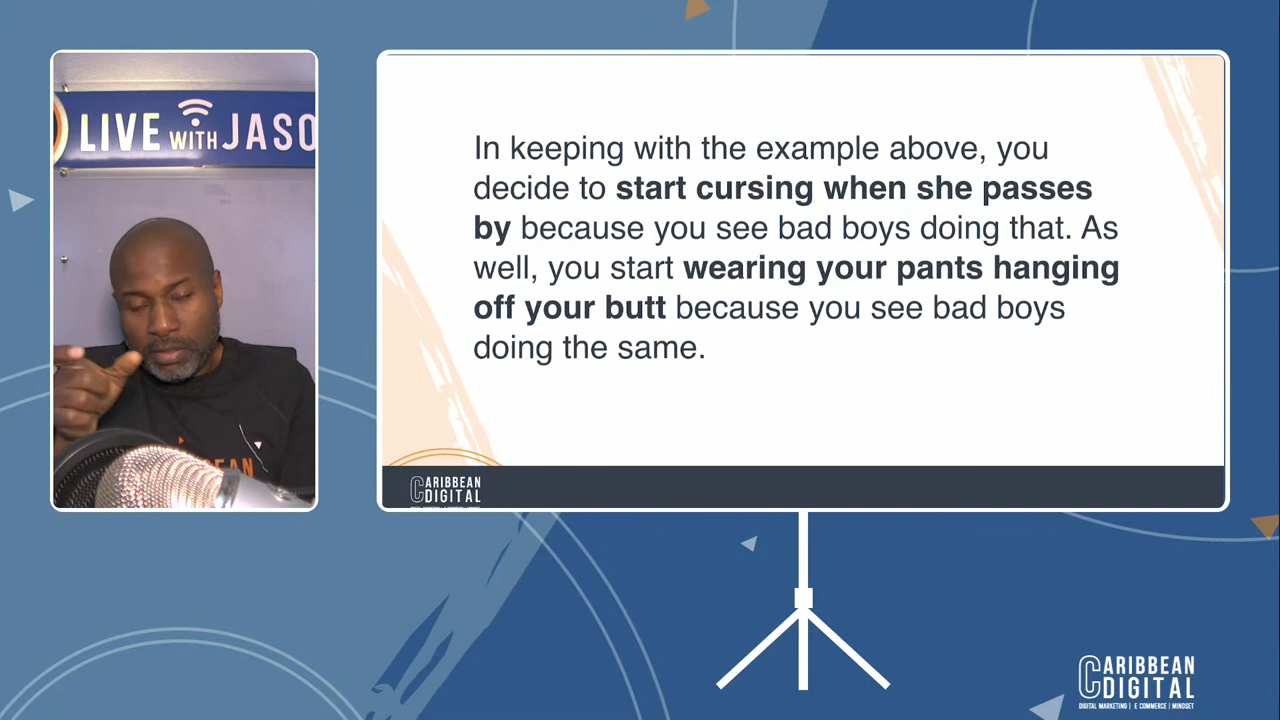 LIVE WITH JASO
In keeping with the example above, you
decide to start cursing when she passes
by because you see bad boys doing that. As
well, you start wearing your pants hanging
off your butt because you see bad boys
doing the same.
CARIBBEAN
DIGITAL
CARIBBEAN
DIGITAL
DIGITAL MARKETING | E COMMERCE | MINDSET